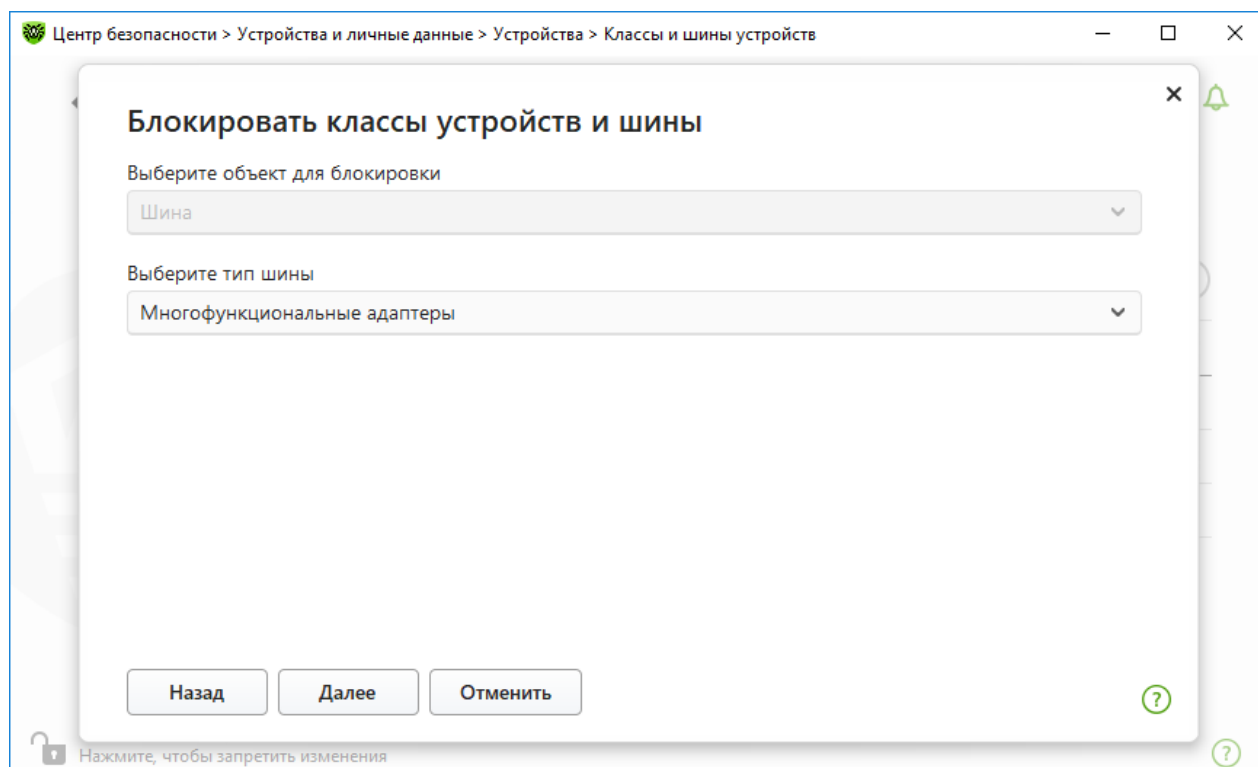 Центр безопасности > Устройства и личные данные > Устройства > Классы и шины устройств
Блокировать классы устройств и шины
Выберите объект для блокировки
Шина
Выберите тип шины
Многофункциональные адаптеры
Назад Далее Отменить ?
Нажмите, чтобы запретить изменения ?